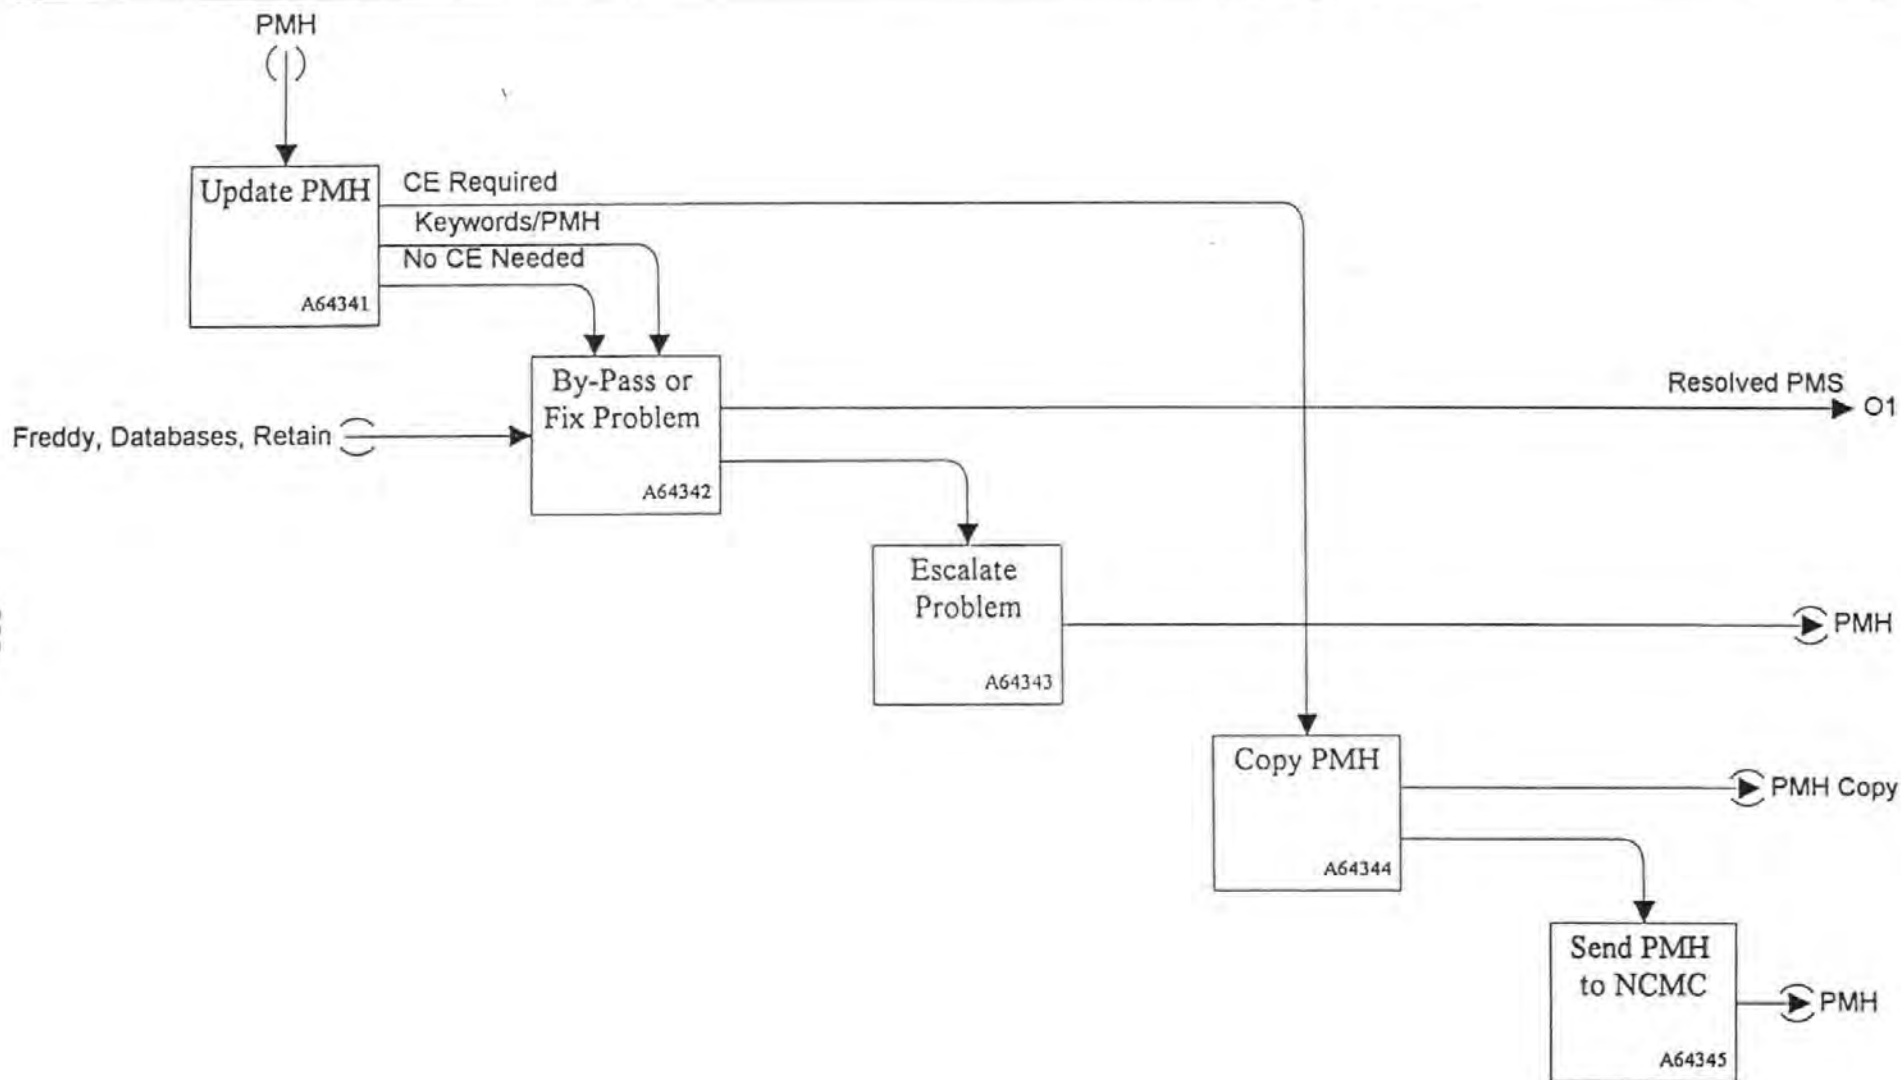 PMH
Update PMH
A64341
CE Required
Keywords/PMH
No CE Needed
By-Pass or
Fix Problem
A64342
Freddy, Databases, Retain
Resolved PMS
O1
Escalate
Problem
A64343
PMH
Copy PMH
A64344
PMH Copy
Send PMH
to NCMC
A64345
PMH